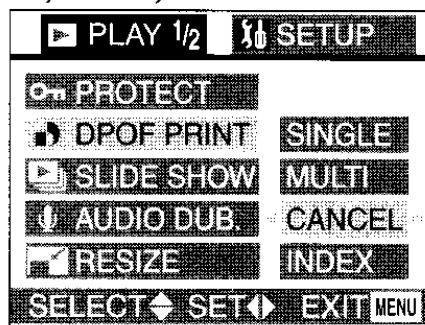 PLAY 1/2 SETUP
PROTECT
DPOF PRINT SINGLE
SLIDE SHOW MULTI
AUDIO DUB. CANCEL
RESIZE INDEX
SELECT SET EXIT MENU